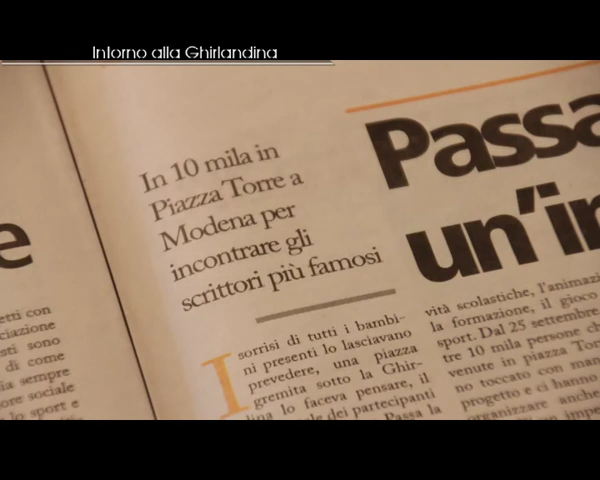 Intorno alla Ghirlandina
e
etti con
sti sono
di come
sempre
sociale
lo sport e
In 10 mila in
Piazza Torre a
Modena per
incontrare gli
scrittori più famosi
Passa
un'in
I sorrisi di tutti i bambi-
ni presenti lo lasciavano
prevedere, una piazza
gremita sotto la Ghir-
lina lo faceva pensare, il
dei partecipanti
Passa la
vità scolastiche, l'animazi
la formazione, il gioco
sport. Dal 25 settembre
tre 10 mila persone ch
venute in piazza Torr
no toccato con man
progetto e ci hanno
organizzare anche
un impe